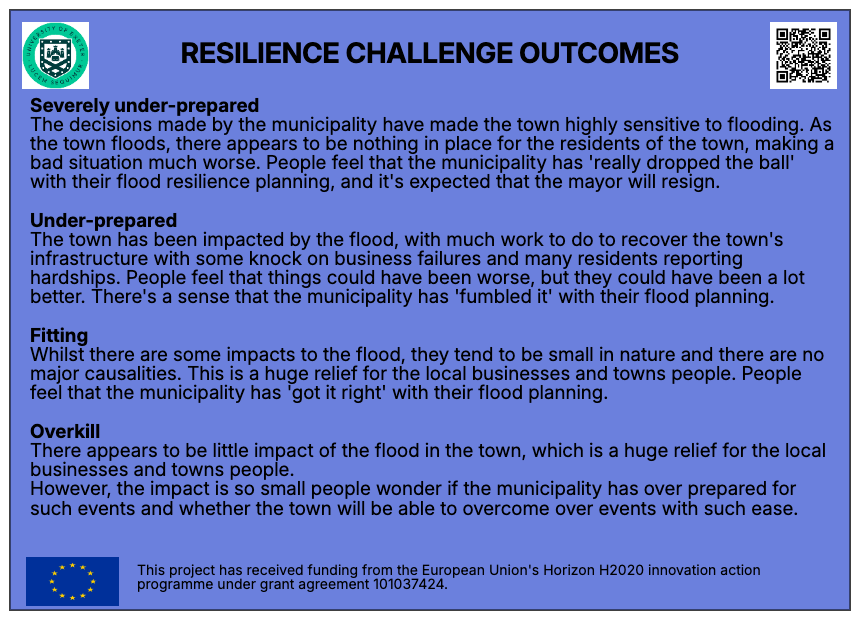 UNIVERSITY OF EXETER
LUCEM SEQUIMUR
RESILIENCE CHALLENGE OUTCOMES
Severely under-prepared
The decisions made by the municipality have made the town highly sensitive to flooding. As
the town floods, there appears to be nothing in place for the residents of the town, making a
bad situation much worse. People feel that the municipality has 'really dropped the ball'
with their flood resilience planning, and it's expected that the mayor will resign.
Under-prepared
The town has been impacted by the flood, with much work to do to recover the town's
infrastructure with some knock on business failures and many residents reporting
hardships. People feel that things could have been worse, but they could have been a lot
better. There's a sense that the municipality has 'fumbled it' with their flood planning.
Fitting
Whilst there are some impacts to the flood, they tend to be small in nature and there are no
major causalities. This is a huge relief for the local businesses and towns people. People
feel that the municipality has 'got it right' with their flood planning.
Overkill
There appears to be little impact of the flood in the town, which is a huge relief for the local
businesses and towns people.
However, the impact is so small people wonder if the municipality has over prepared for
such events and whether the town will be able to overcome over events with such ease.
This project has received funding from the European Union's Horizon H2020 innovation action
programme under grant agreement 101037424.